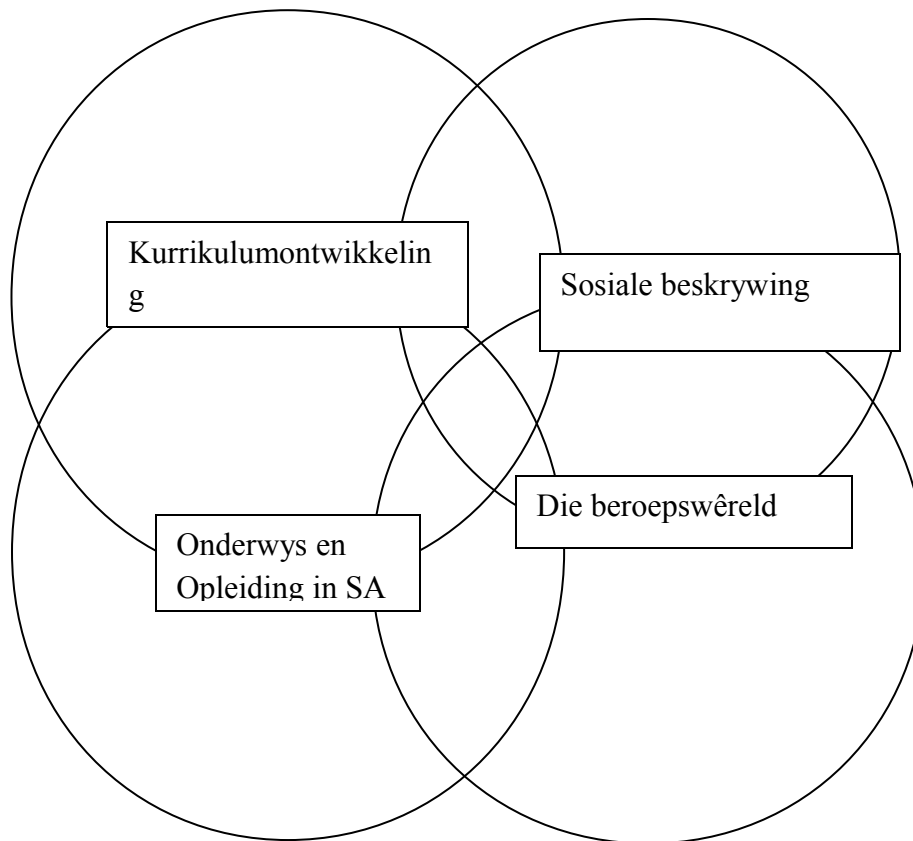 Kurrikulumontwikkelin
g
Sosiale beskrywing
Die beroepswêreld
Onderwys en
Opleiding in SA